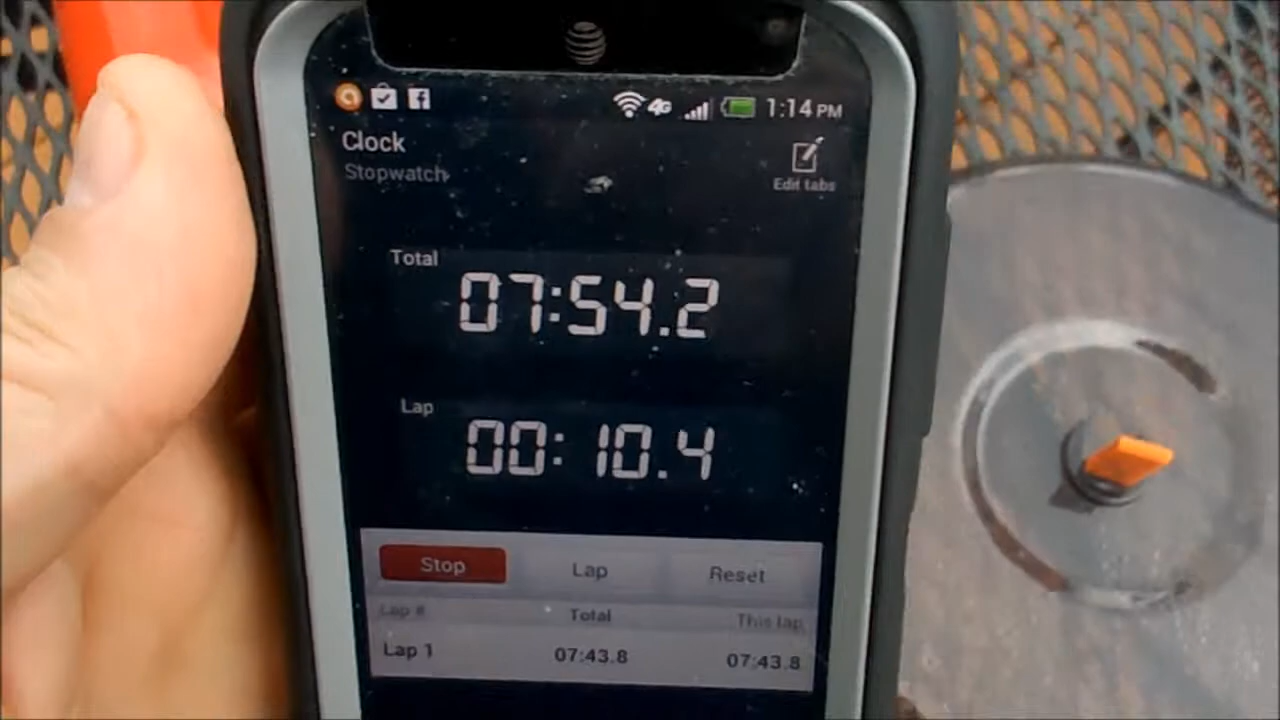 4G 1:14 PM
Clock
Stopwatch
Edit tabs
Total
07:54.2
Lap
00:10.4
Stop Lap Reset
Lap # Total This lap
Lap 1 07:43.8 07:43.8